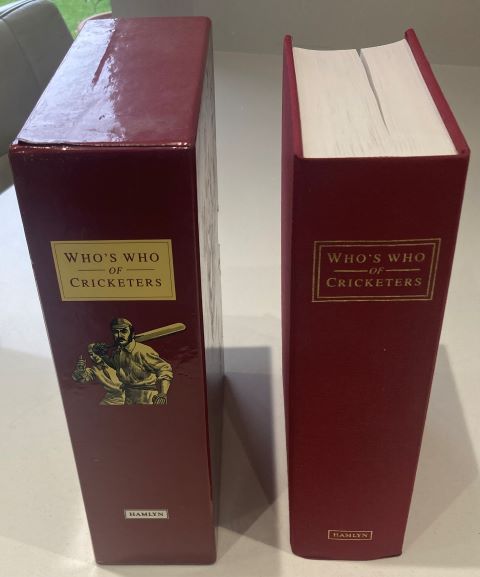 WHO'S WHO
OF
CRICKETERS
HAMLYN
WHO'S WHO
OF
CRICKETERS
HAMLYN